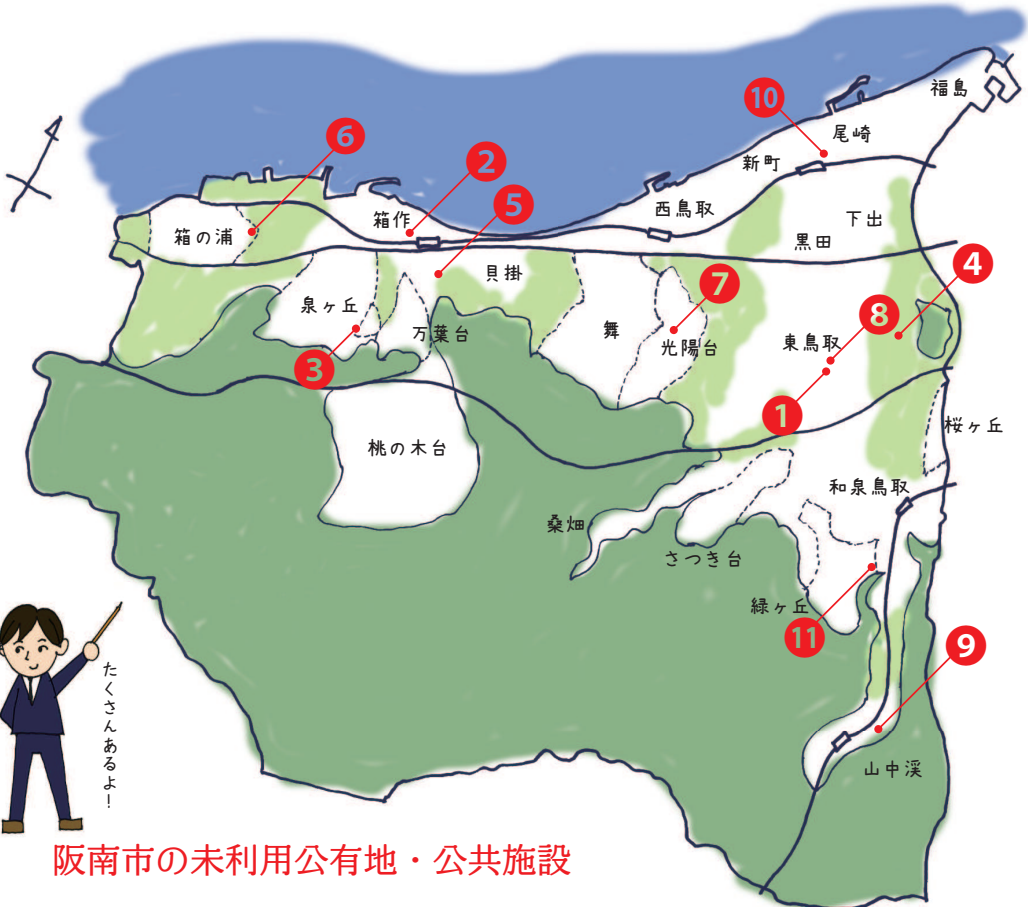 福島
⑩
尾崎
新町
⑥
②
⑤
西鳥取
下出
箱作
箱の浦
黒田
④
貝掛
⑦
泉ヶ丘
⑧
万葉台
舞
光陽台
東鳥取
③
①
桜ヶ丘
桃の木台
和泉鳥取
桑畑
さつき台
緑ヶ丘
⑪
⑨
山中渓
たくさんあるよ!
阪南市の未利用公有地・公共施設